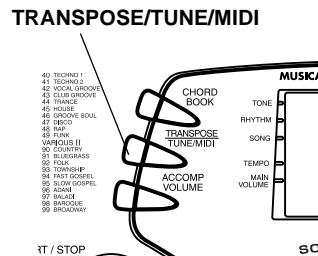 TRANSPOSE/TUNE/MIDI
40 TECHNO 1
41 TECHNO 2
42 VOCAL GROOVE
43 CLUB GROOVE
44 TRANCE
45 HOUSE
46 GROOVE SOUL
47 DISCO
48 RAP
49 FUNK
VARIOUS II
90 COUNTRY
91 BLUEGRASS
92 FOLK
93 TOWNSHIP
94 FAST GOSPEL
95 SLOW GOSPEL
96 ADANI
97 BALADI
98 BAROQUE
99 BROADWAY
CHORD
BOOK
TRANSPOSE
TUNE/MIDI
ACCOMP
VOLUME
MUSICA
TONE
RHYTHM
SONG
TEMPO
MAIN
VOLUME
RT / STOP
SO